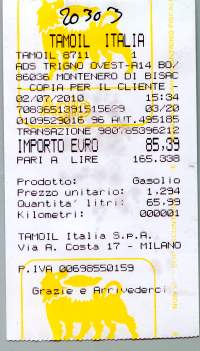 20303
TAMOIL ITALIA
TAMOIL 8711 1
ADS TRIGNO OVEST-A14 BO/
86036 MONTENERO DI BISAC
- COPIA PER IL CLIENTE -
02/07/2010 15:34
7083651391515629 03/20
0109529016 96 AUT.495185
TRANSAZIONE 980785396212
IMPORTO EURO 85,39
PARI A LIRE 165.338
Prodotto: Gasolio
Prezzo unitario: 1,294
Quantita' litri: 65,99
Kilometri: 000001
TAMOIL Italia S.p.A.
Via A. Costa 17 - MILANO
P.IVA 00698550159
Grazie e Arrivederci